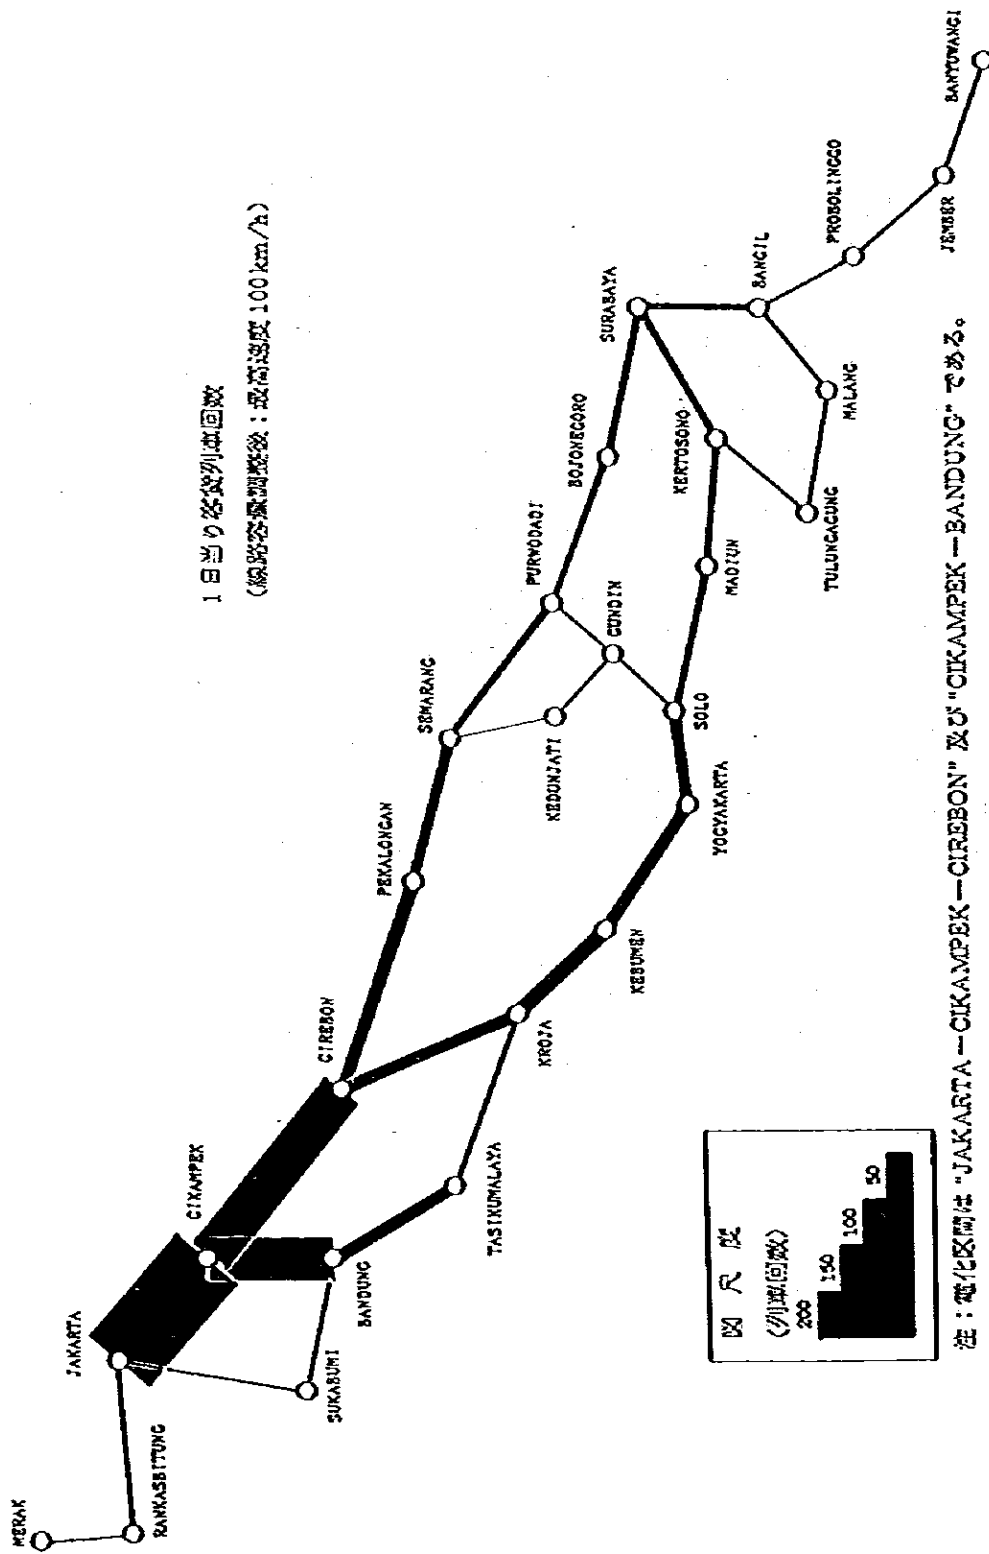 1日当り客貨列車回数
(線路容量調整後：最高速度100km/h)
MERAK
RANKASBITUNG
JAKARTA
SUKABUMI
CIKAMPEK
BANDUNG
CIREBON
TASIKUMALAYA
KROJA
PEKALONGAN
KEBUMEN
SEMARANG
YOGYAKARTA
KEDUNJATI
SOLO
GUNDIN
PURWODADI
MADIUN
BOJONEGORO
KERTOSONO
TULUNGAGUNG
SURABAYA
MALANG
BANGIL
PROBOLINGGO
JEMBER
BANYUWANGI
図 尺 度
(列車回数)
200
150
100
50
注：電化区間は "JAKARTA－CIKAMPEK－CIREBON" 及び "CIKAMPEK－BANDUNG" である。